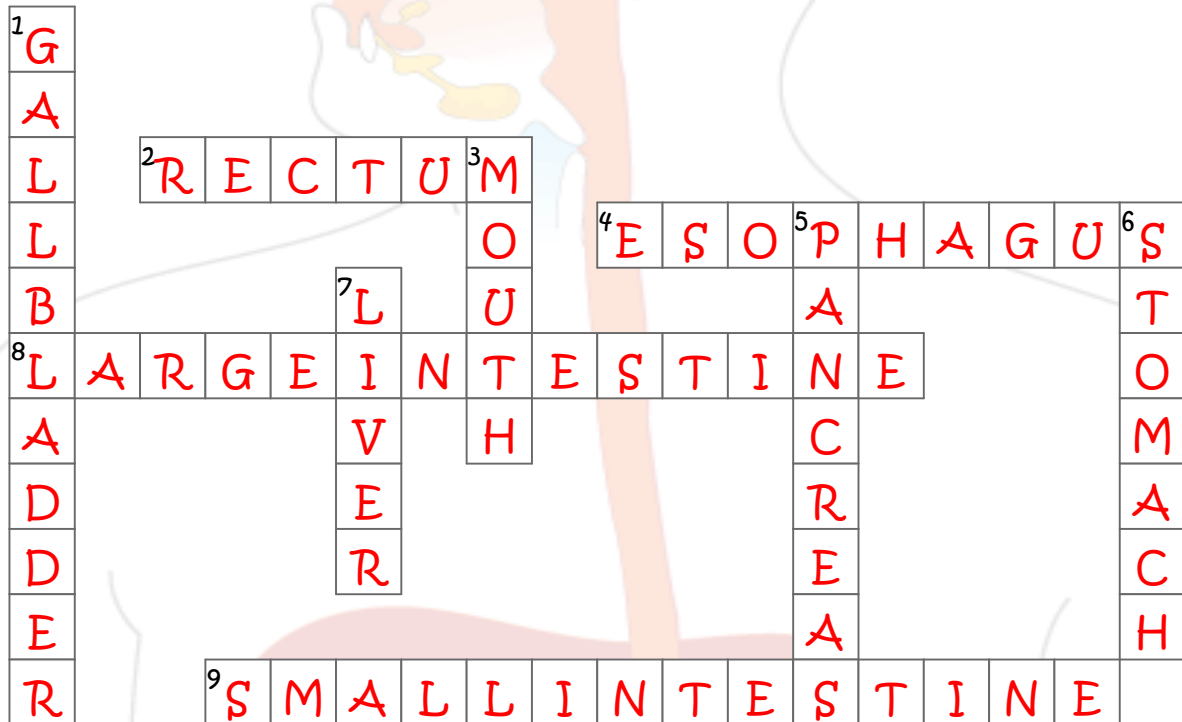 1 G
A
L 2 R E C T U 3 M
L O 4 E S O 5 P H A G U 6 S
B 7 L U A T
8 L A R G E I N T E S T I N E O
A V H C M
D E R A
D R E C
E A H
R 9 S M A L L I N T E S T I N E